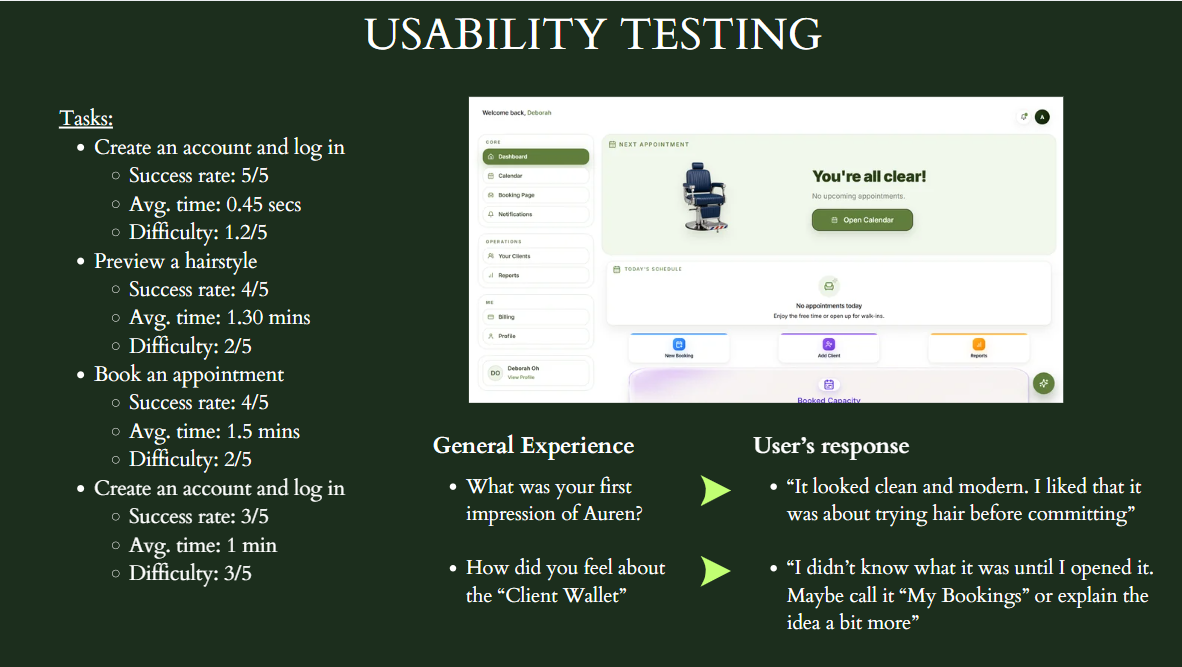 USABILITY TESTING
Tasks:
Create an account and log in
Success rate: 5/5
Avg. time: 0.45 secs
Difficulty: 1.2/5
Preview a hairstyle
Success rate: 4/5
Avg. time: 1.30 mins
Difficulty: 2/5
Book an appointment
Success rate: 4/5
Avg. time: 1.5 mins
Difficulty: 2/5
Create an account and log in
Success rate: 3/5
Avg. time: 1 min
Difficulty: 3/5
Welcome back, Deborah
A
CORE
Dashboard
Calendar
Booking Page
Notifications
OPERATIONS
Your Clients
Reports
ME
Billing
Profile
DO
Deborah Oh
View Profile
NEXT APPOINTMENT
You're all clear!
No upcoming appointments.
Open Calendar
TODAY'S SCHEDULE
No appointments today
Enjoy the free time or open up for walk-ins.
New Booking
Add Client
Reports
Booked Capacity
General Experience
What was your first
impression of Auren?
How did you feel about
the “Client Wallet”
User’s response
“It looked clean and modern. I liked that it
was about trying hair before committing”
“I didn’t know what it was until I opened it.
Maybe call it “My Bookings” or explain the
idea a bit more”